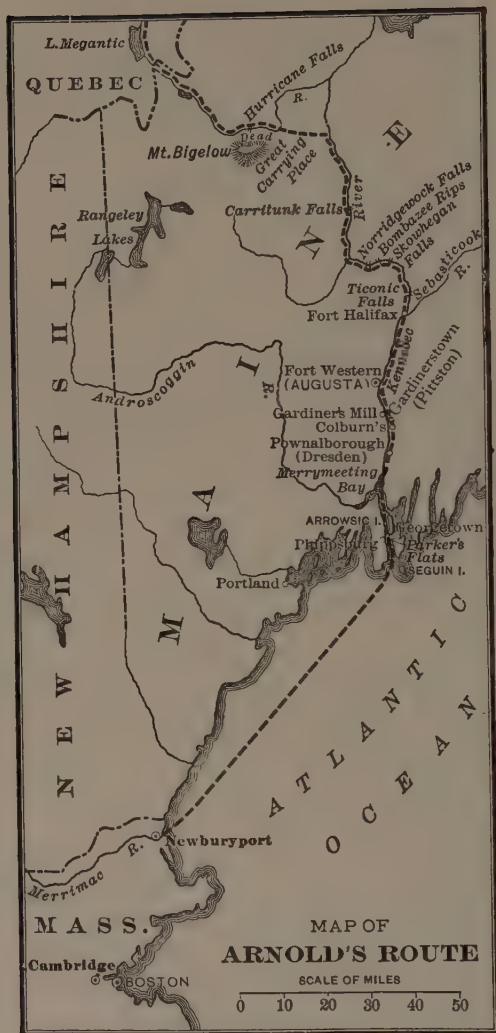 L. Megantic
QUEBEC
Hurricane Falls
R.
Dead
Mt. Bigelow
Great
Carrying
Place
MAINE
Rangeley
Lakes
Carritunk Falls
River
Norridgewock Falls
Bombazee Rips
Skowhegan
Falls
Sebasticook
R.
Ticonic
Falls
Fort Halifax
NEW HAMPSHIRE
Androscoggin
R.
Fort Western
(AUGUSTA)
Kennebec
Gardinerstown
(Pittston)
Gardiner's Mill
Colburn's
Pownalborough
(Dresden)
Merrymeeting
Bay
ARROWSIC I.
Georgetown
Phippsburg
Parker's
Flats
SEGUIN I.
Portland
ATLANTIC
OCEAN
Newburyport
Merrimac R.
MASS.
Cambridge
BOSTON
MAP OF
ARNOLD'S ROUTE
SCALE OF MILES
0 10 20 30 40 50